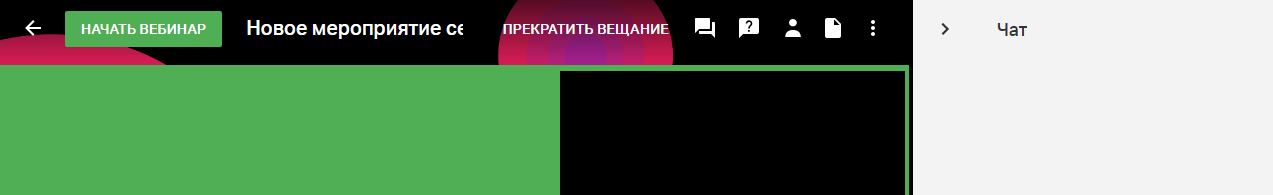 НАЧАТЬ ВЕБИНАР
Новое мероприятие се
ПРЕКРАТИТЬ ВЕЩАНИЕ
?
Чат